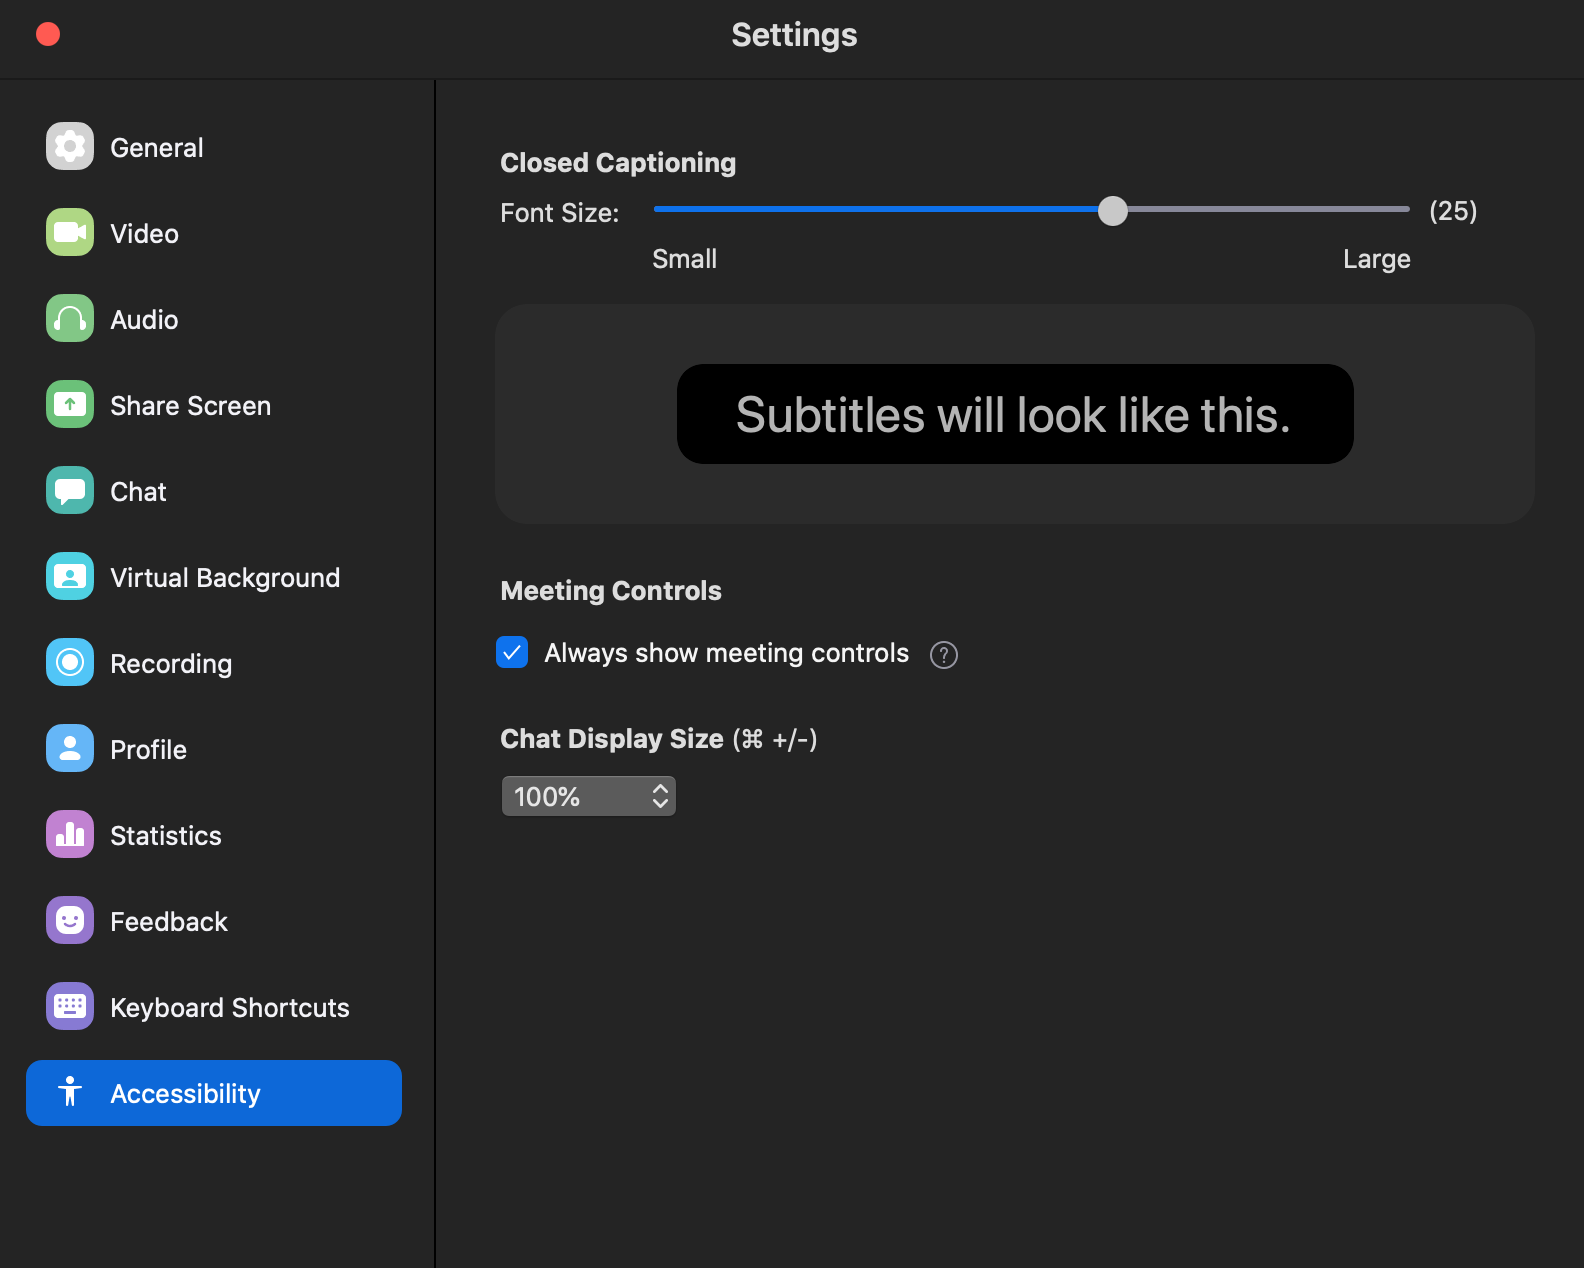 Settings
General
Video
Audio
Share Screen
Chat
Virtual Background
Recording
Profile
Statistics
Feedback
Keyboard Shortcuts
Accessibility
Closed Captioning
Font Size: (25)
Small Large
Subtitles will look like this.
Meeting Controls
Always show meeting controls ?
Chat Display Size (⌘ +/-)
100%